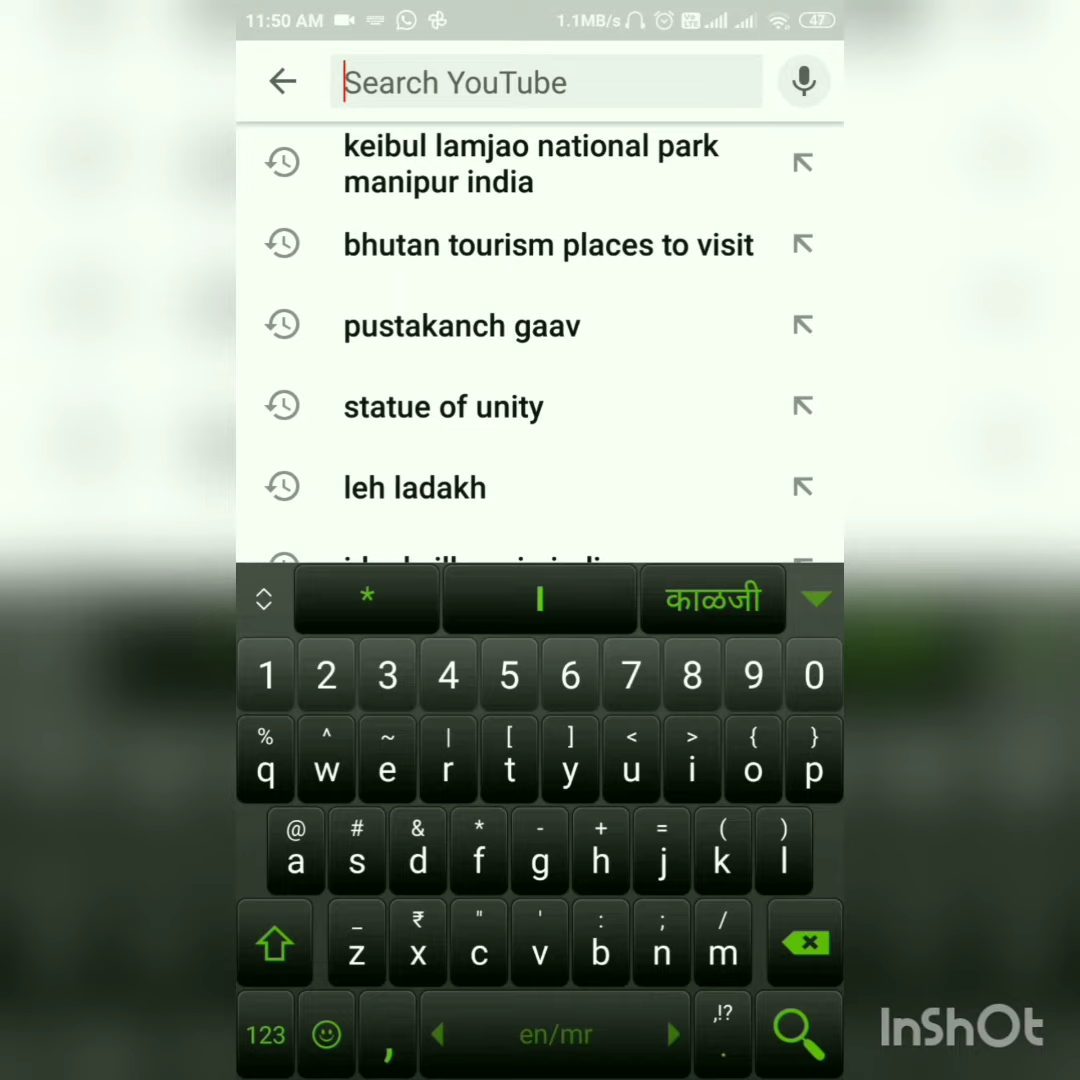 11:50 AM 1.1MB/s Vo LTE 47
Search YouTube
keibul lamjao national park
manipur india
bhutan tourism places to visit
pustakanch gaav
statue of unity
leh ladakh
* I काळजी
1 2 3 4 5 6 7 8 9 0
% ^ ~ | [ ] < > { }
q w e r t y u i o p
@ # & * - + = ( )
a s d f g h j k l
_ ₹ " ' : ; /
z x c v b n m
123 , en/mr ,!? .
InShOt